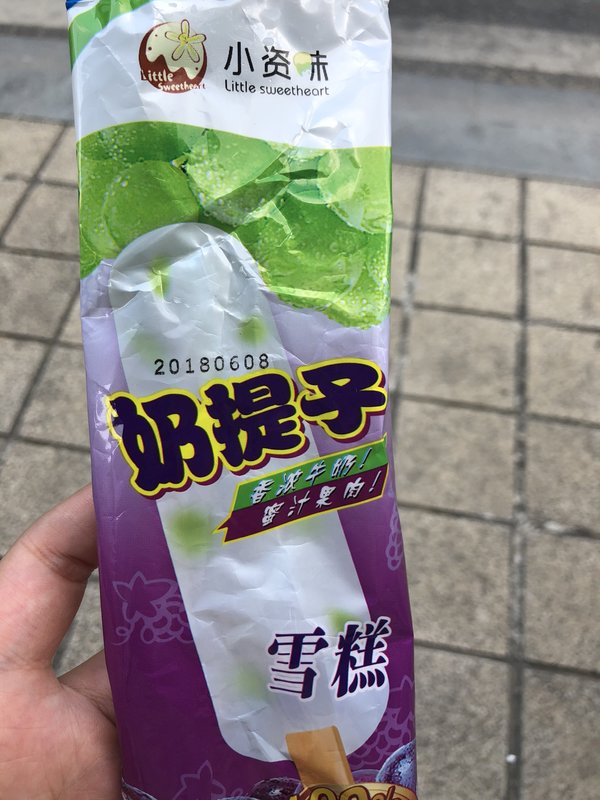 Little
Sweetheart
小资味
Little sweetheart
20180608
奶提子
香浓牛奶！
蜜汁果肉！
雪糕